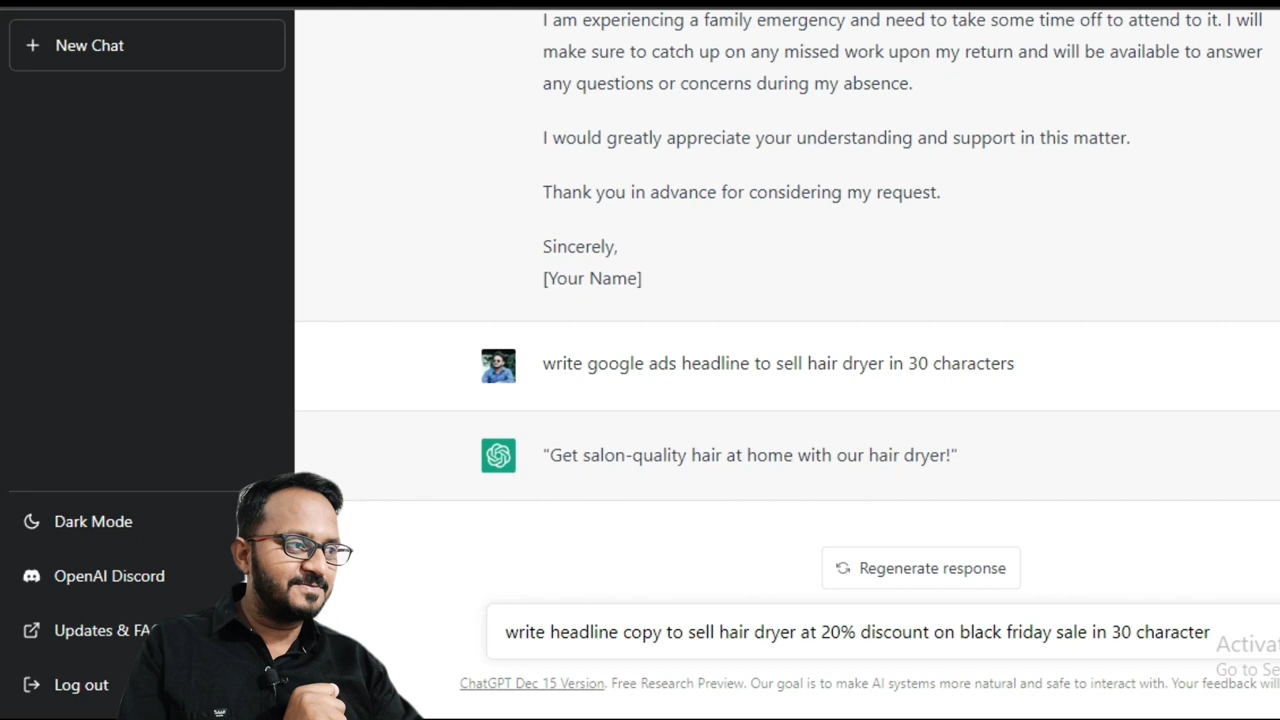 New Chat
I am experiencing a family emergency and need to take some time off to attend to it. I will
make sure to catch up on any missed work upon my return and will be available to answer
any questions or concerns during my absence.
I would greatly appreciate your understanding and support in this matter.
Thank you in advance for considering my request.
Sincerely,
[Your Name]
write google ads headline to sell hair dryer in 30 characters
"Get salon-quality hair at home with our hair dryer!"
Dark Mode
OpenAI Discord
Updates &
Log out
Regenerate response
write headline copy to sell hair dryer at 20% discount on black friday sale in 30 character
Go to
ChatGPT Dec 15 Version. Free Research Preview. Our goal is to make AI systems more natural and safe to interact with. Your feedback will